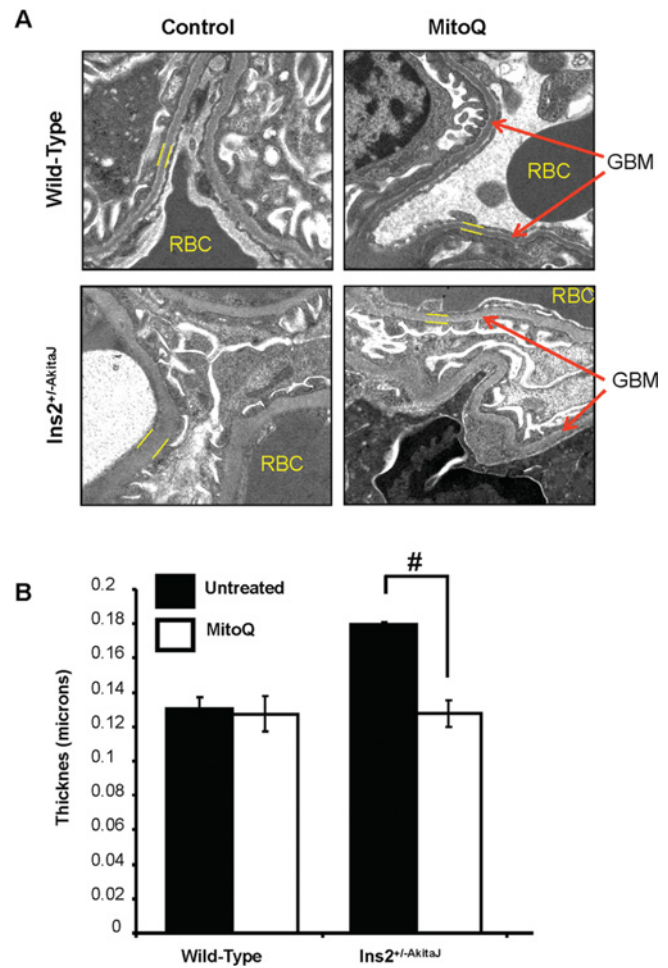 A
Control
MitoQ
Wild-Type
RBC
RBC
GBM
Ins2+/-AkitaJ
RBC
RBC
GBM
B
Untreated
MitoQ
#
Thicknes (microns)
0.2
0.18
0.16
0.14
0.12
0.1
0.08
0.06
0.04
0.02
0
Wild-Type
Ins2+/-AkitaJ